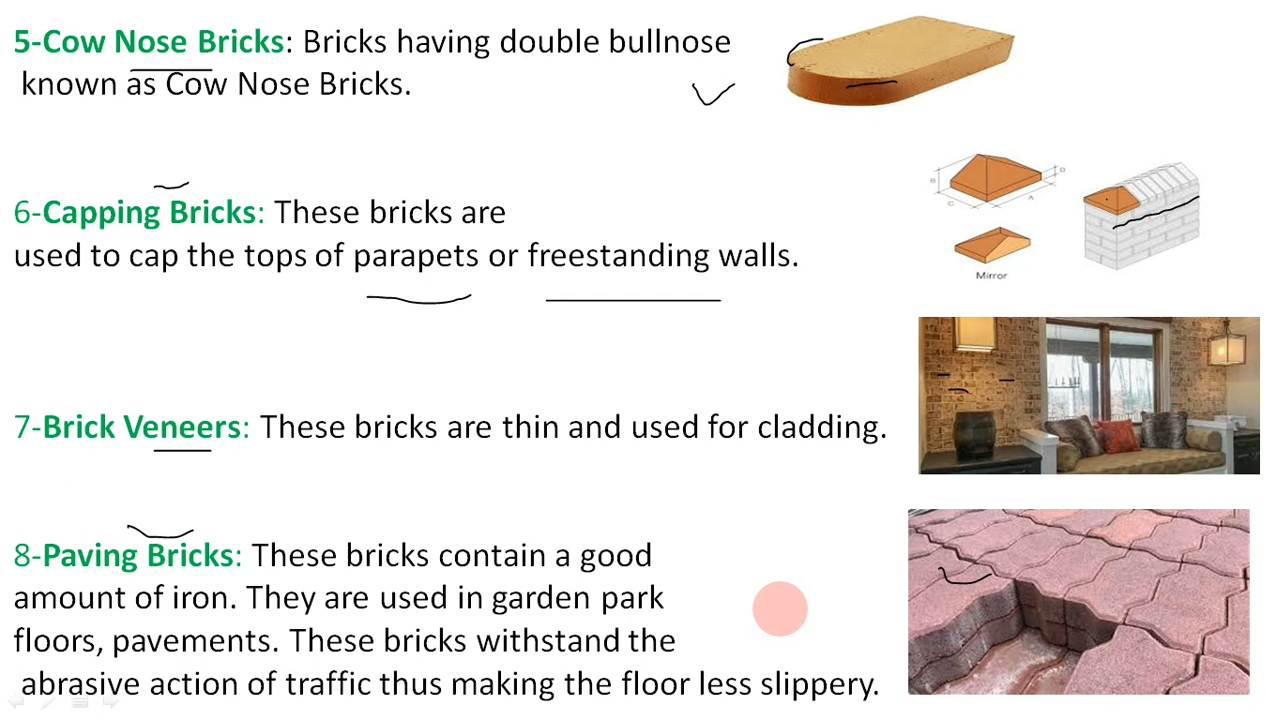 5-Cow Nose Bricks: Bricks having double bullnose
known as Cow Nose Bricks.
6-Capping Bricks: These bricks are
used to cap the tops of parapets or freestanding walls.
B
C
A
D
Mirror
7-Brick Veneers: These bricks are thin and used for cladding.
8-Paving Bricks: These bricks contain a good
amount of iron. They are used in garden park
floors, pavements. These bricks withstand the
abrasive action of traffic thus making the floor less slippery.